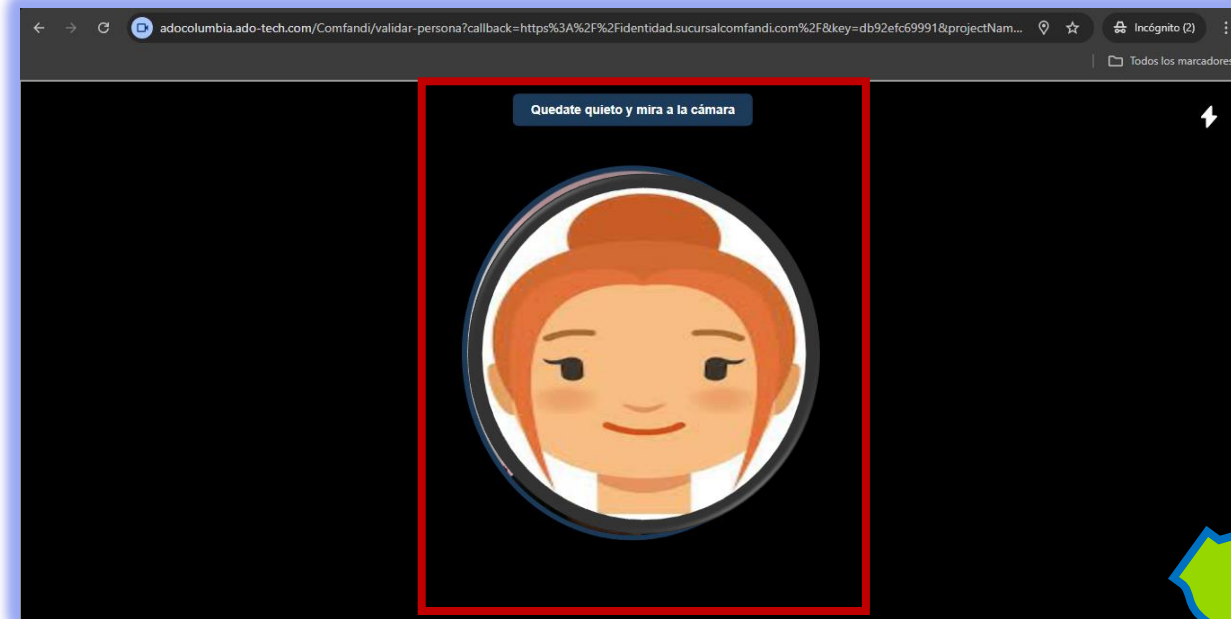 adocolumbia.ado-tech.com/Comfandi/validar-persona?callback=https%3A%2F%2Fidentidad.sucursalcomfandi.com%2F&key=db92efc69991&projectNam...
Incógnito (2)
Todos los marcadores
Quedate quieto y mira a la cámara